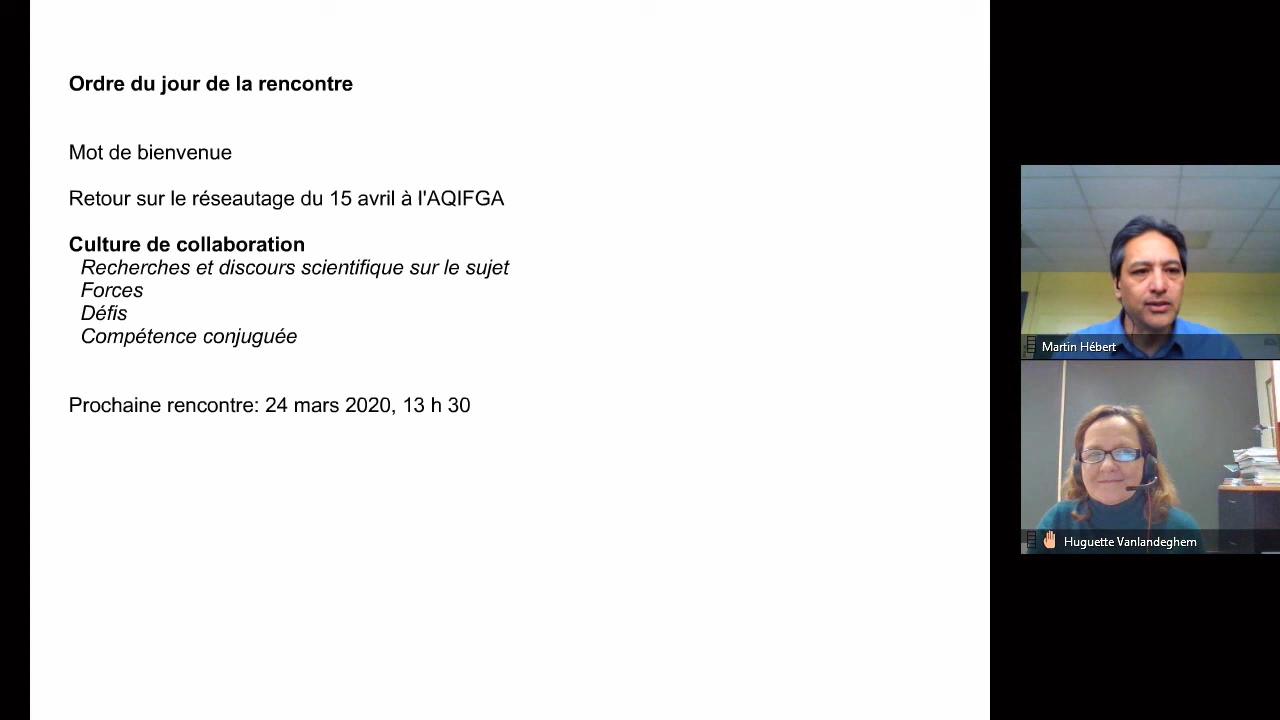 Ordre du jour de la rencontre
Mot de bienvenue
Retour sur le réseautage du 15 avril à l'AQIFGA
Culture de collaboration
Recherches et discours scientifique sur le sujet
Forces
Défis
Compétence conjuguée
Prochaine rencontre: 24 mars 2020, 13 h 30
Martin Hébert
Huguette Vanlandeghem